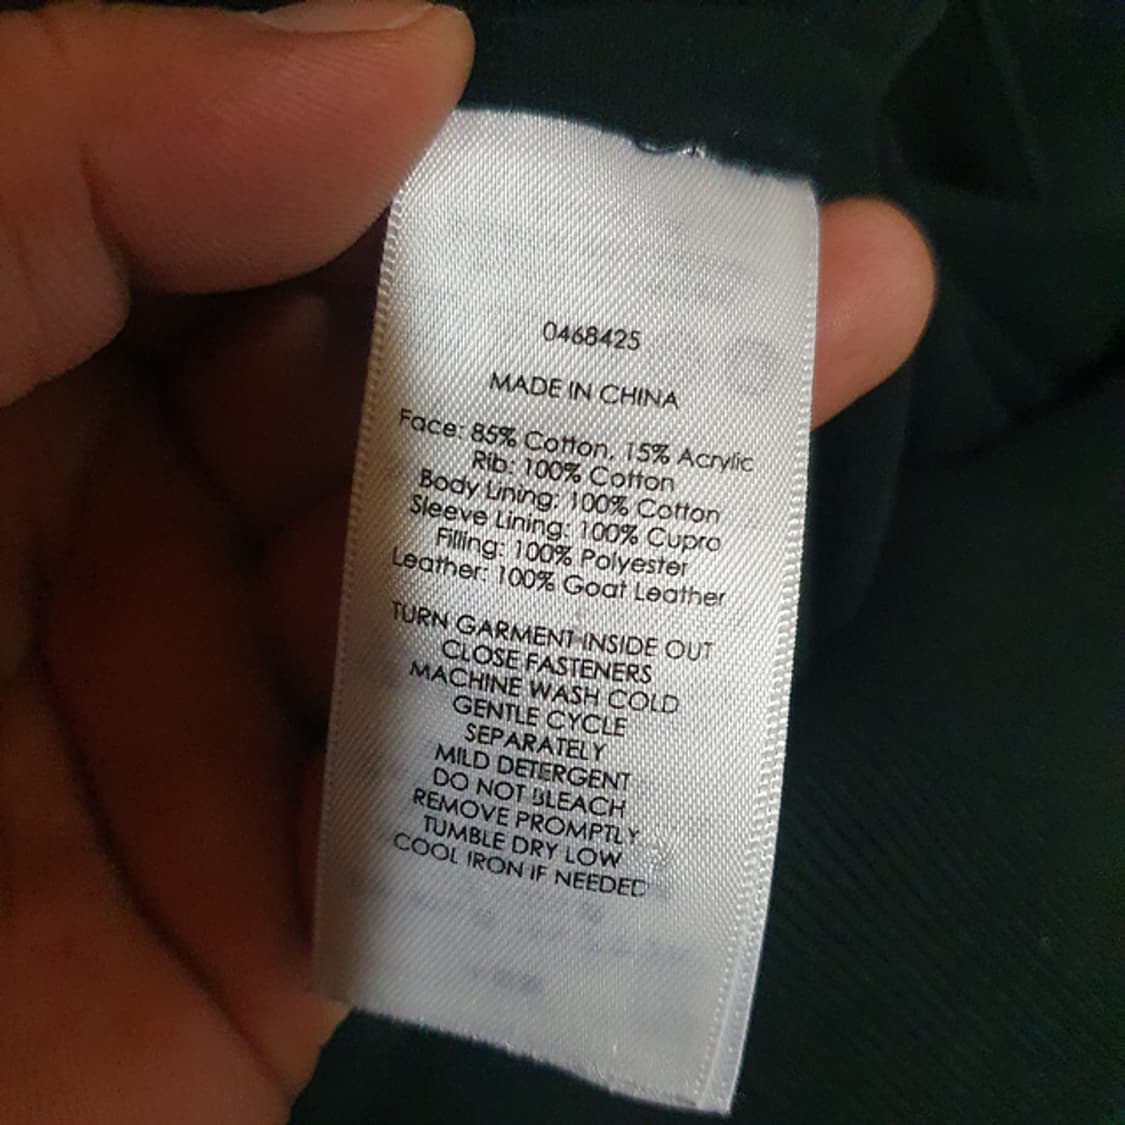 0468425
MADE IN CHINA
Face: 85% Cotton, 15% Acrylic
Rib: 100% Cotton
Body Lining: 100% Cotton
Sleeve Lining: 100% Cupro
Filling: 100% Polyester
Leather: 100% Goat Leather
TURN GARMENT INSIDE OUT
CLOSE FASTENERS
MACHINE WASH COLD
GENTLE CYCLE
SEPARATELY
MILD DETERGENT
DO NOT BLEACH
REMOVE PROMPTLY
TUMBLE DRY LOW
COOL IRON IF NEEDED